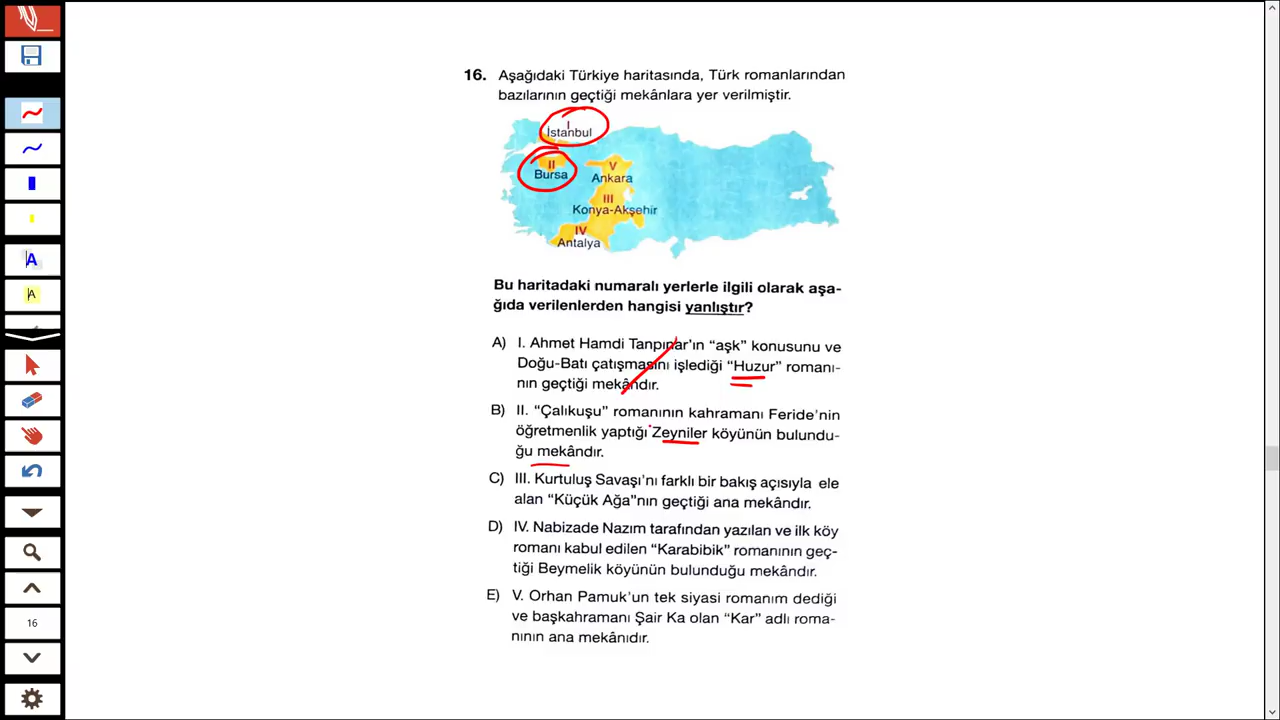 16. Aşağıdaki Türkiye haritasında, Türk romanlarından
bazılarının geçtiği mekânlara yer verilmiştir.
I
İstanbul
II
Bursa
V
Ankara
III
Konya-Akşehir
IV
Antalya
Bu haritadaki numaralı yerlerle ilgili olarak aşa-
ğıda verilenlerden hangisi yanlıştır?
A) I. Ahmet Hamdi Tanpınar’ın “aşk” konusunu ve
Doğu-Batı çatışmasını işlediği “Huzur” romanı-
nın geçtiği mekândır.
B) II. “Çalıkuşu” romanının kahramanı Feride’nin
öğretmenlik yaptığı Zeyniler köyünün bulundu-
ğu mekândır.
C) III. Kurtuluş Savaşı’nı farklı bir bakış açısıyla ele
alan “Küçük Ağa”nın geçtiği ana mekândır.
D) IV. Nabizade Nazım tarafından yazılan ve ilk köy
romanı kabul edilen “Karabibik” romanının geç-
tiği Beymelik köyünün bulunduğu mekândır.
E) V. Orhan Pamuk’un tek siyasi romanım dediği
ve başkahramanı Şair Ka olan “Kar” adlı roma-
nının ana mekânıdır.
A
A
16